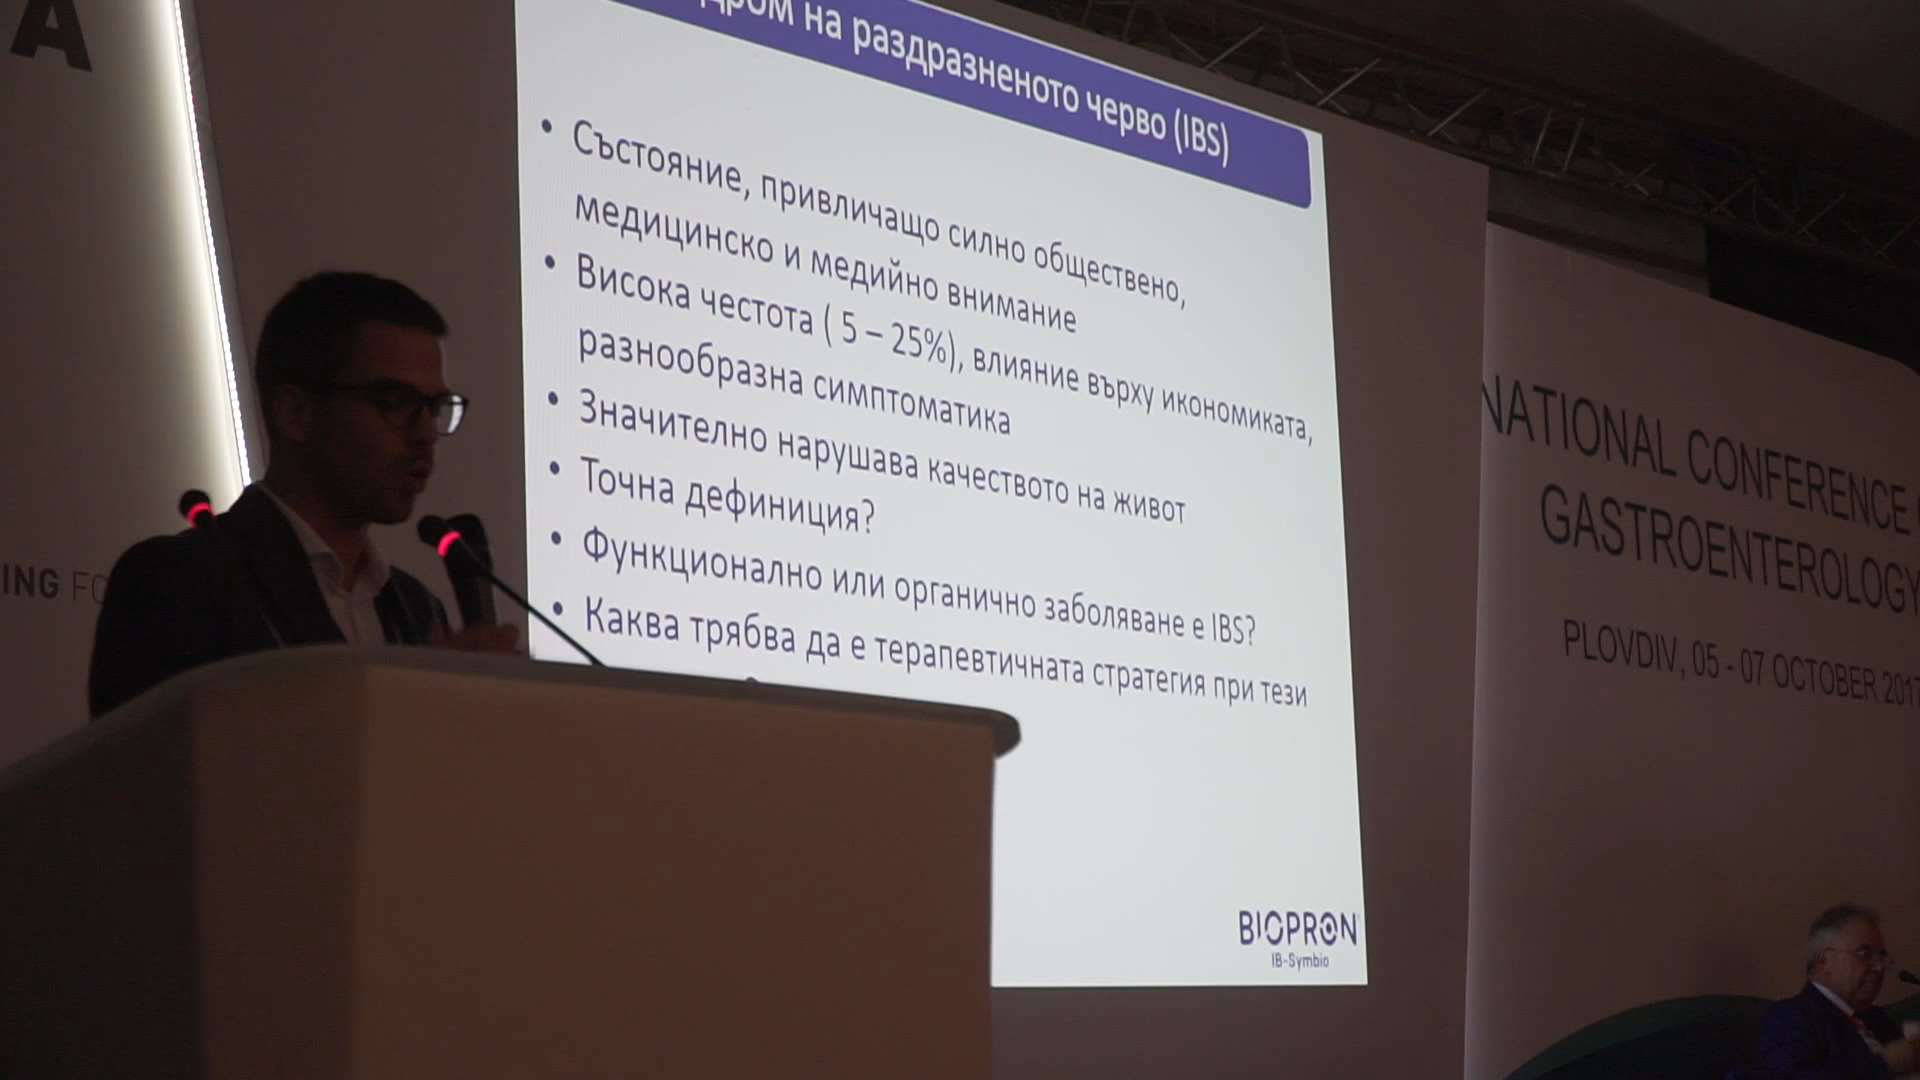 A
ING FO
дром на раздразненото черво (IBS)
• Състояние, привличащо силно обществено,
медицинско и медийно внимание
• Висока честота ( 5 – 25%), влияние върху икономиката,
разнообразна симптоматика
• Значително нарушава качеството на живот
• Точна дефиниция?
• Функционално или органично заболяване е IBS?
• Каква трябва да е терапевтичната стратегия при тези
BIOPRON
IB-Symbio
NATIONAL CONFERENCE
GASTROENTEROLOGY
PLOVDIV, 05 - 07 OCTOBER 2017